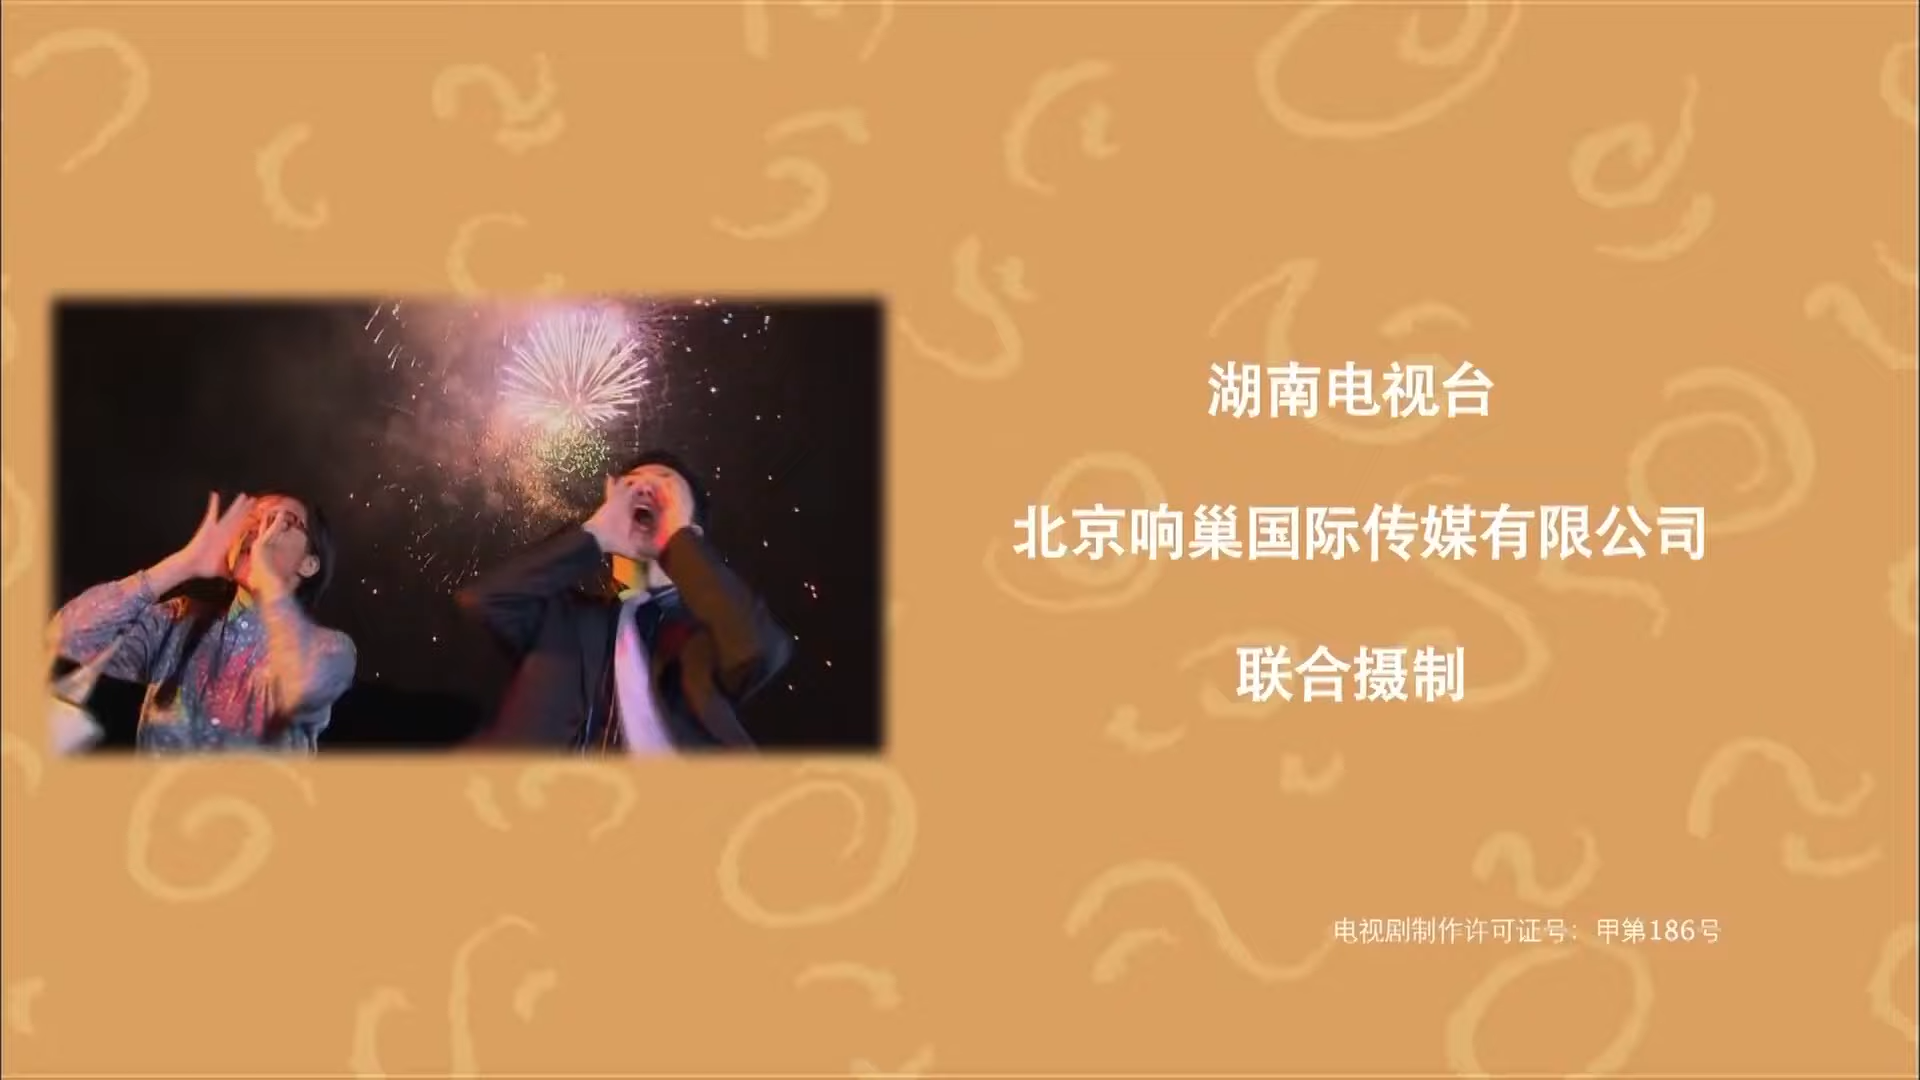 湖南电视台
北京响巢国际传媒有限公司
联合摄制
电视剧制作许可证号：甲第186号